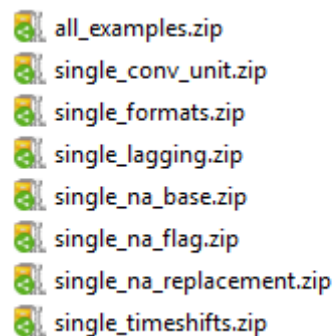 all_examples.zip
single_conv_unit.zip
single_formats.zip
single_lagging.zip
single_na_base.zip
single_na_flag.zip
single_na_replacement.zip
single_timeshifts.zip